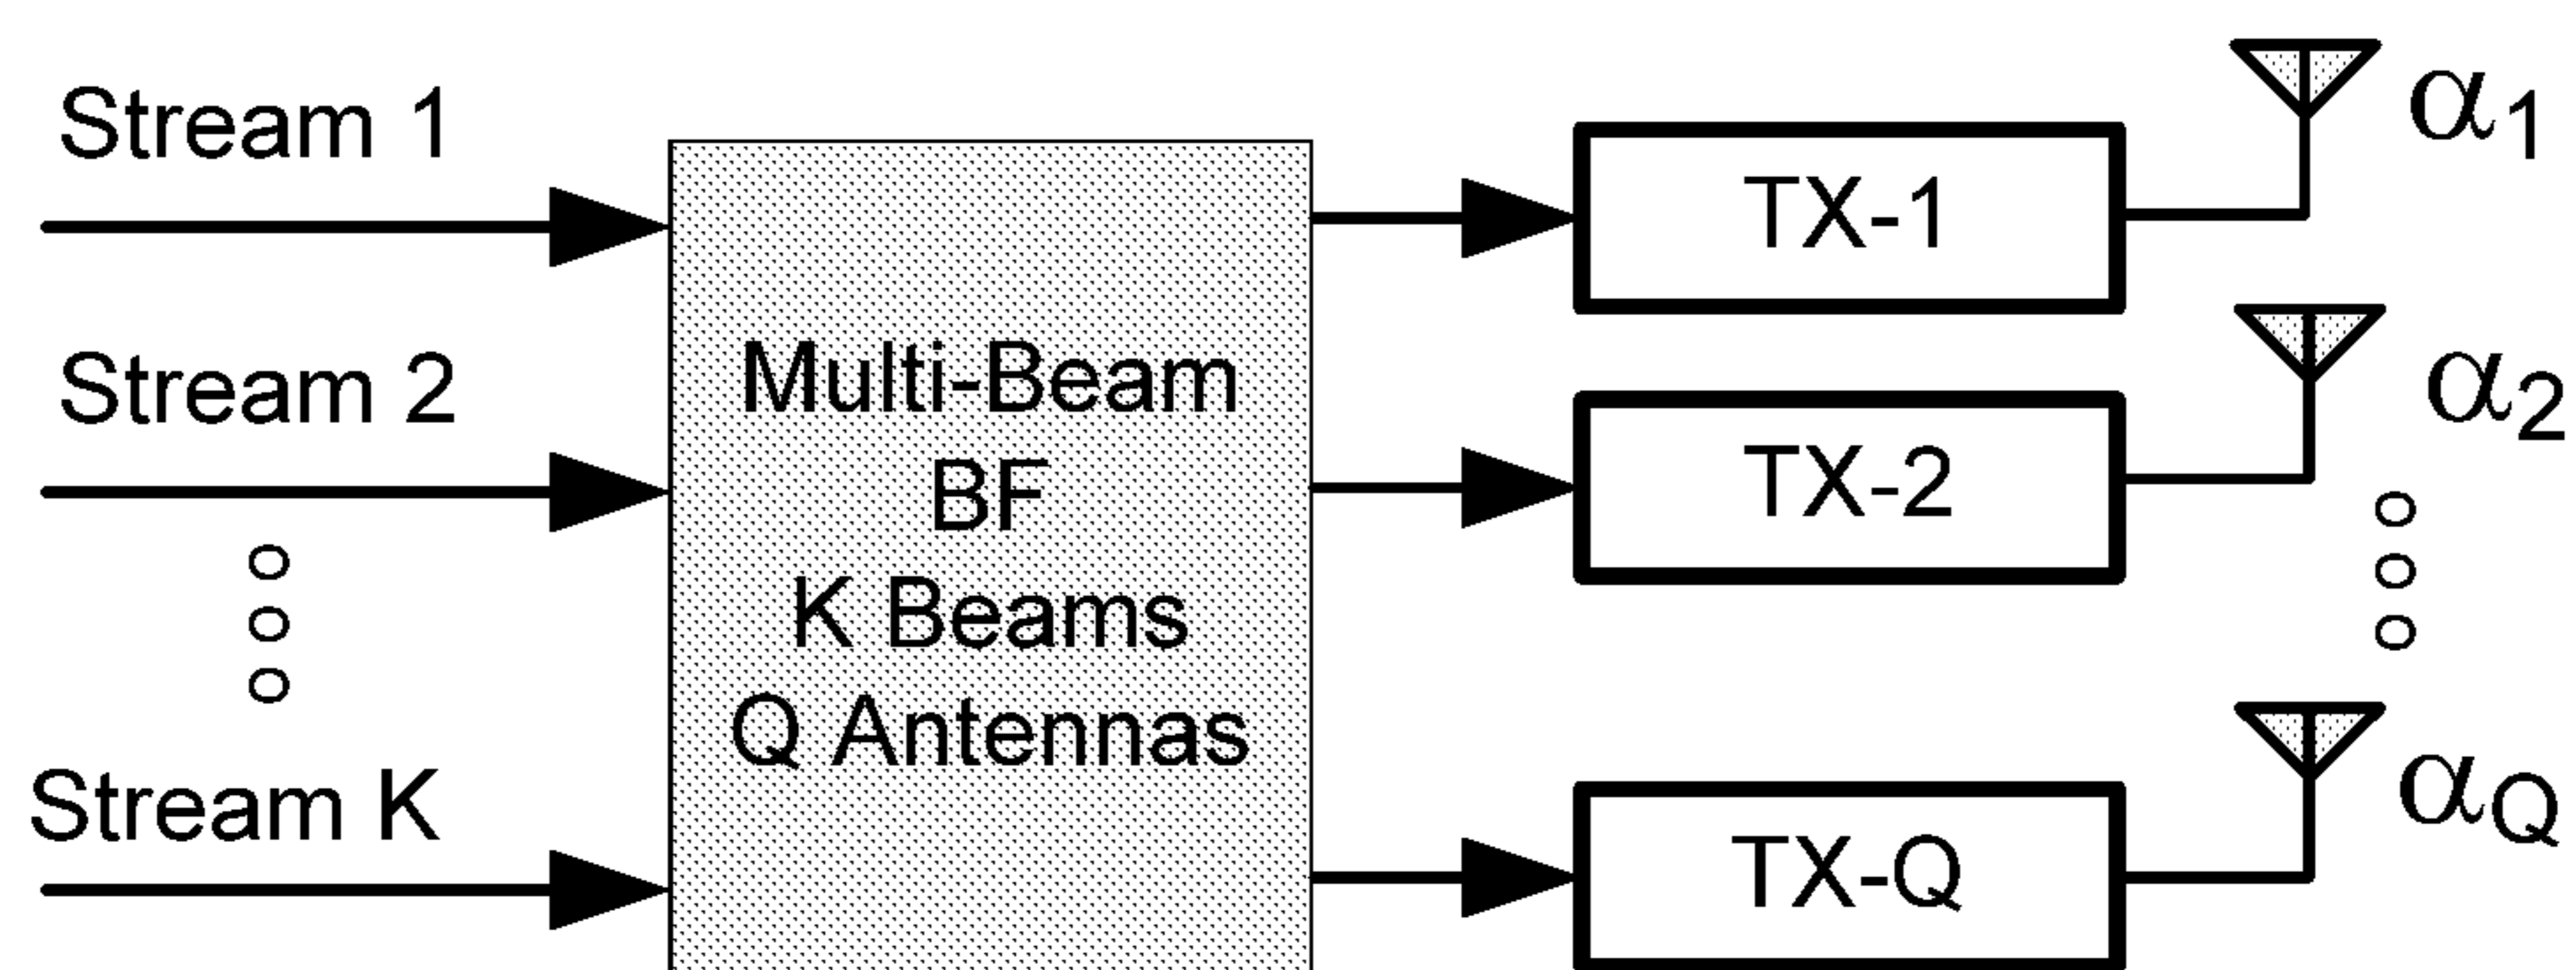 Stream 1
Stream 2
Stream K
Multi-Beam
BF
K Beams
Q Antennas
TX-1
TX-2
TX-Q
α1
α2
αQ